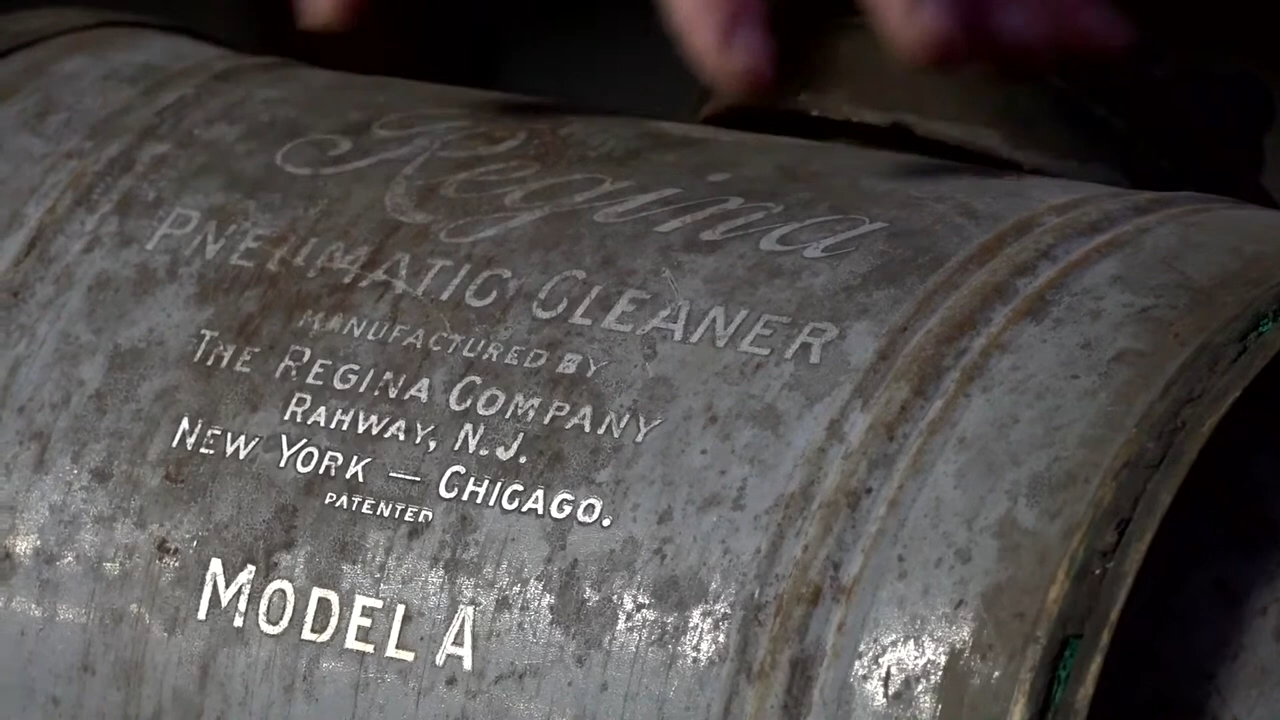 Regina
PNEUMATIC CLEANER
MANUFACTURED BY
THE REGINA COMPANY
RAHWAY, N.J.
NEW YORK — CHICAGO.
PATENTED
MODEL A